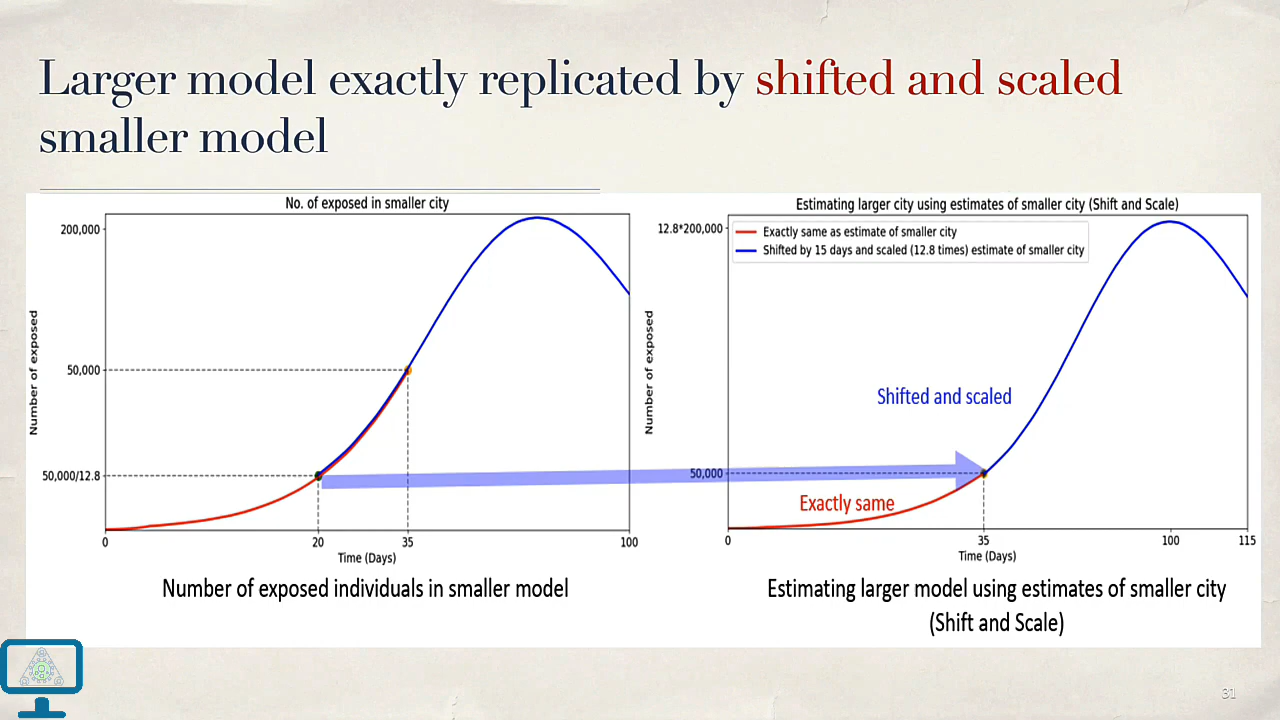 Larger model exactly replicated by shifted and scaled
smaller model
No. of exposed in smaller city
200,000
50,000
50,000/12.8
Number of exposed
0
20
35
100
Time (Days)
Number of exposed individuals in smaller model
Estimating larger city using estimates of smaller city (Shift and Scale)
12.8*200,000
Exactly same as estimate of smaller city
Shifted by 15 days and scaled (12.8 times) estimate of smaller city
Number of exposed
Shifted and scaled
50,000
Exactly same
0
35
100
115
Time (Days)
Estimating larger model using estimates of smaller city
(Shift and Scale)
31